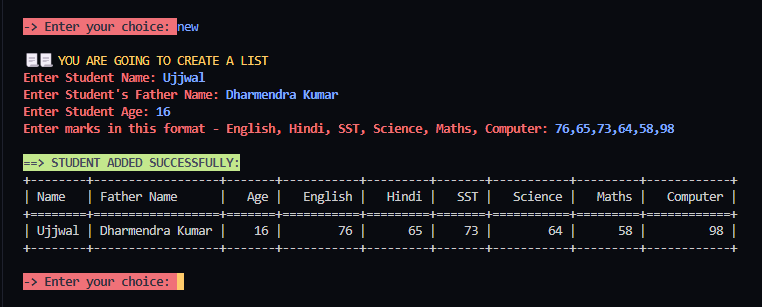 -> Enter your choice: new
📃📃 YOU ARE GOING TO CREATE A LIST
Enter Student Name: Ujjwal
Enter Student's Father Name: Dharmendra Kumar
Enter Student Age: 16
Enter marks in this format - English, Hindi, SST, Science, Maths, Computer: 76,65,73,64,58,98
==> STUDENT ADDED SUCCESSFULLY:
+--------+------------------+-------+-----------+---------+-------+-----------+---------+------------+
| Name   | Father Name      |   Age |   English |   Hindi |   SST |   Science |   Maths |   Computer |
+========+==================+=======+===========+=========+=======+===========+=========+============+
| Ujjwal | Dharmendra Kumar |    16 |        76 |      65 |    73 |        64 |      58 |         98 |
+--------+------------------+-------+-----------+---------+-------+-----------+---------+------------+
-> Enter your choice: